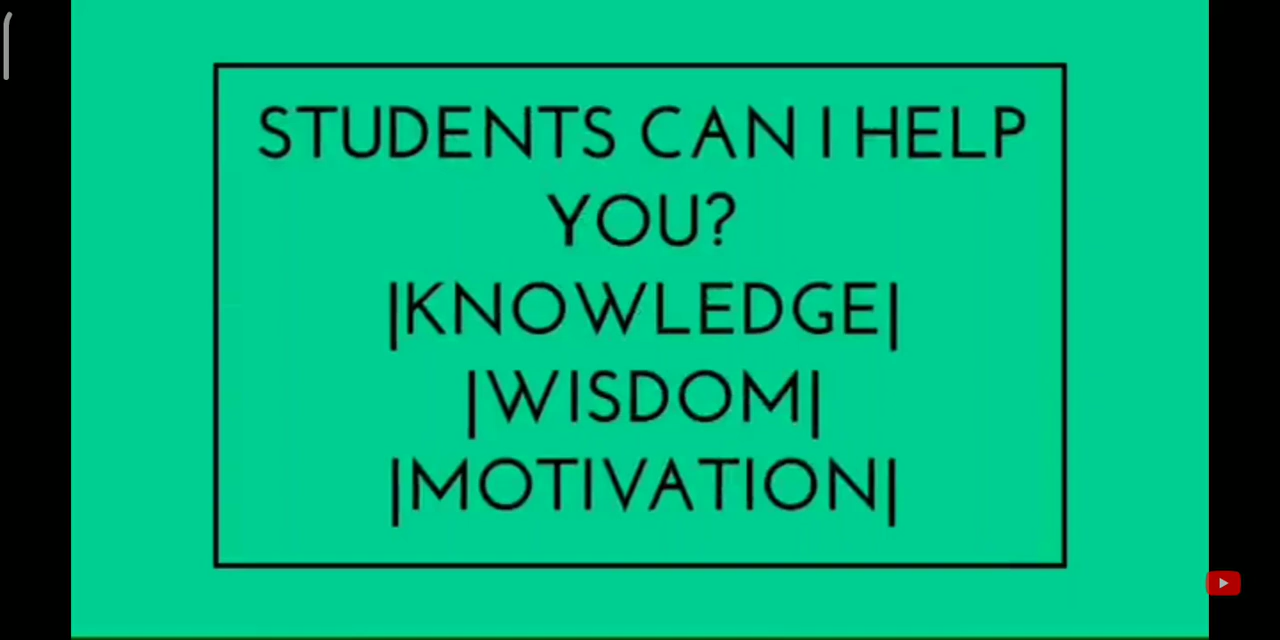 STUDENTS CAN I HELP
YOU?
|KNOWLEDGE|
|WISDOM|
|MOTIVATION|